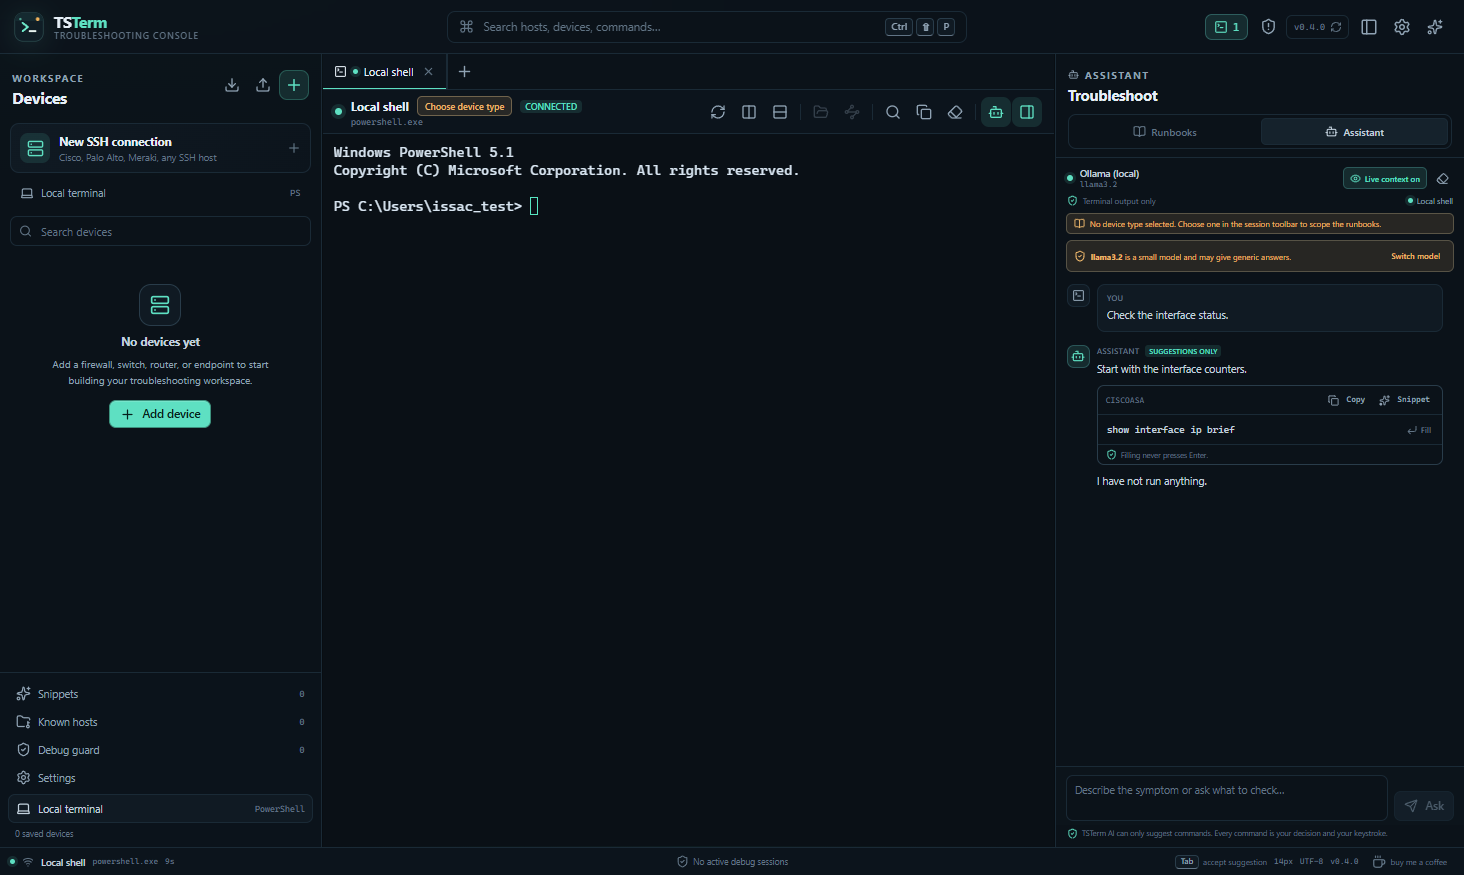 TSTerm
TROUBLESHOOTING CONSOLE
Search hosts, devices, commands...
Ctrl
P
1
v0.4.0
WORKSPACE
Devices
New SSH connection
Cisco, Palo Alto, Meraki, any SSH host
Local terminal PS
Search devices
No devices yet
Add a firewall, switch, router, or endpoint to start
building your troubleshooting workspace.
Add device
Snippets 0
Known hosts 0
Debug guard 0
Settings
Local terminal PowerShell
0 saved devices
Local shell
Local shell Choose device type CONNECTED
powershell.exe
Windows PowerShell 5.1
Copyright (C) Microsoft Corporation. All rights reserved.
PS C:\Users\issac_test>
ASSISTANT
Troubleshoot
Runbooks Assistant
Ollama (local)
llama3.2
Live context on
Terminal output only Local shell
No device type selected. Choose one in the session toolbar to scope the runbooks.
llama3.2 is a small model and may give generic answers. Switch model
YOU
Check the interface status.
ASSISTANT SUGGESTIONS ONLY
Start with the interface counters.
CISCOASA Copy Snippet
show interface ip brief Fill
Filling never presses Enter.
I have not run anything.
Describe the symptom or ask what to check...
Ask
TSTerm AI can only suggest commands. Every command is your decision and your keystroke.
Local shell powershell.exe 9s
No active debug sessions
Tab accept suggestion 14px UTF-8 v0.4.0 buy me a coffee